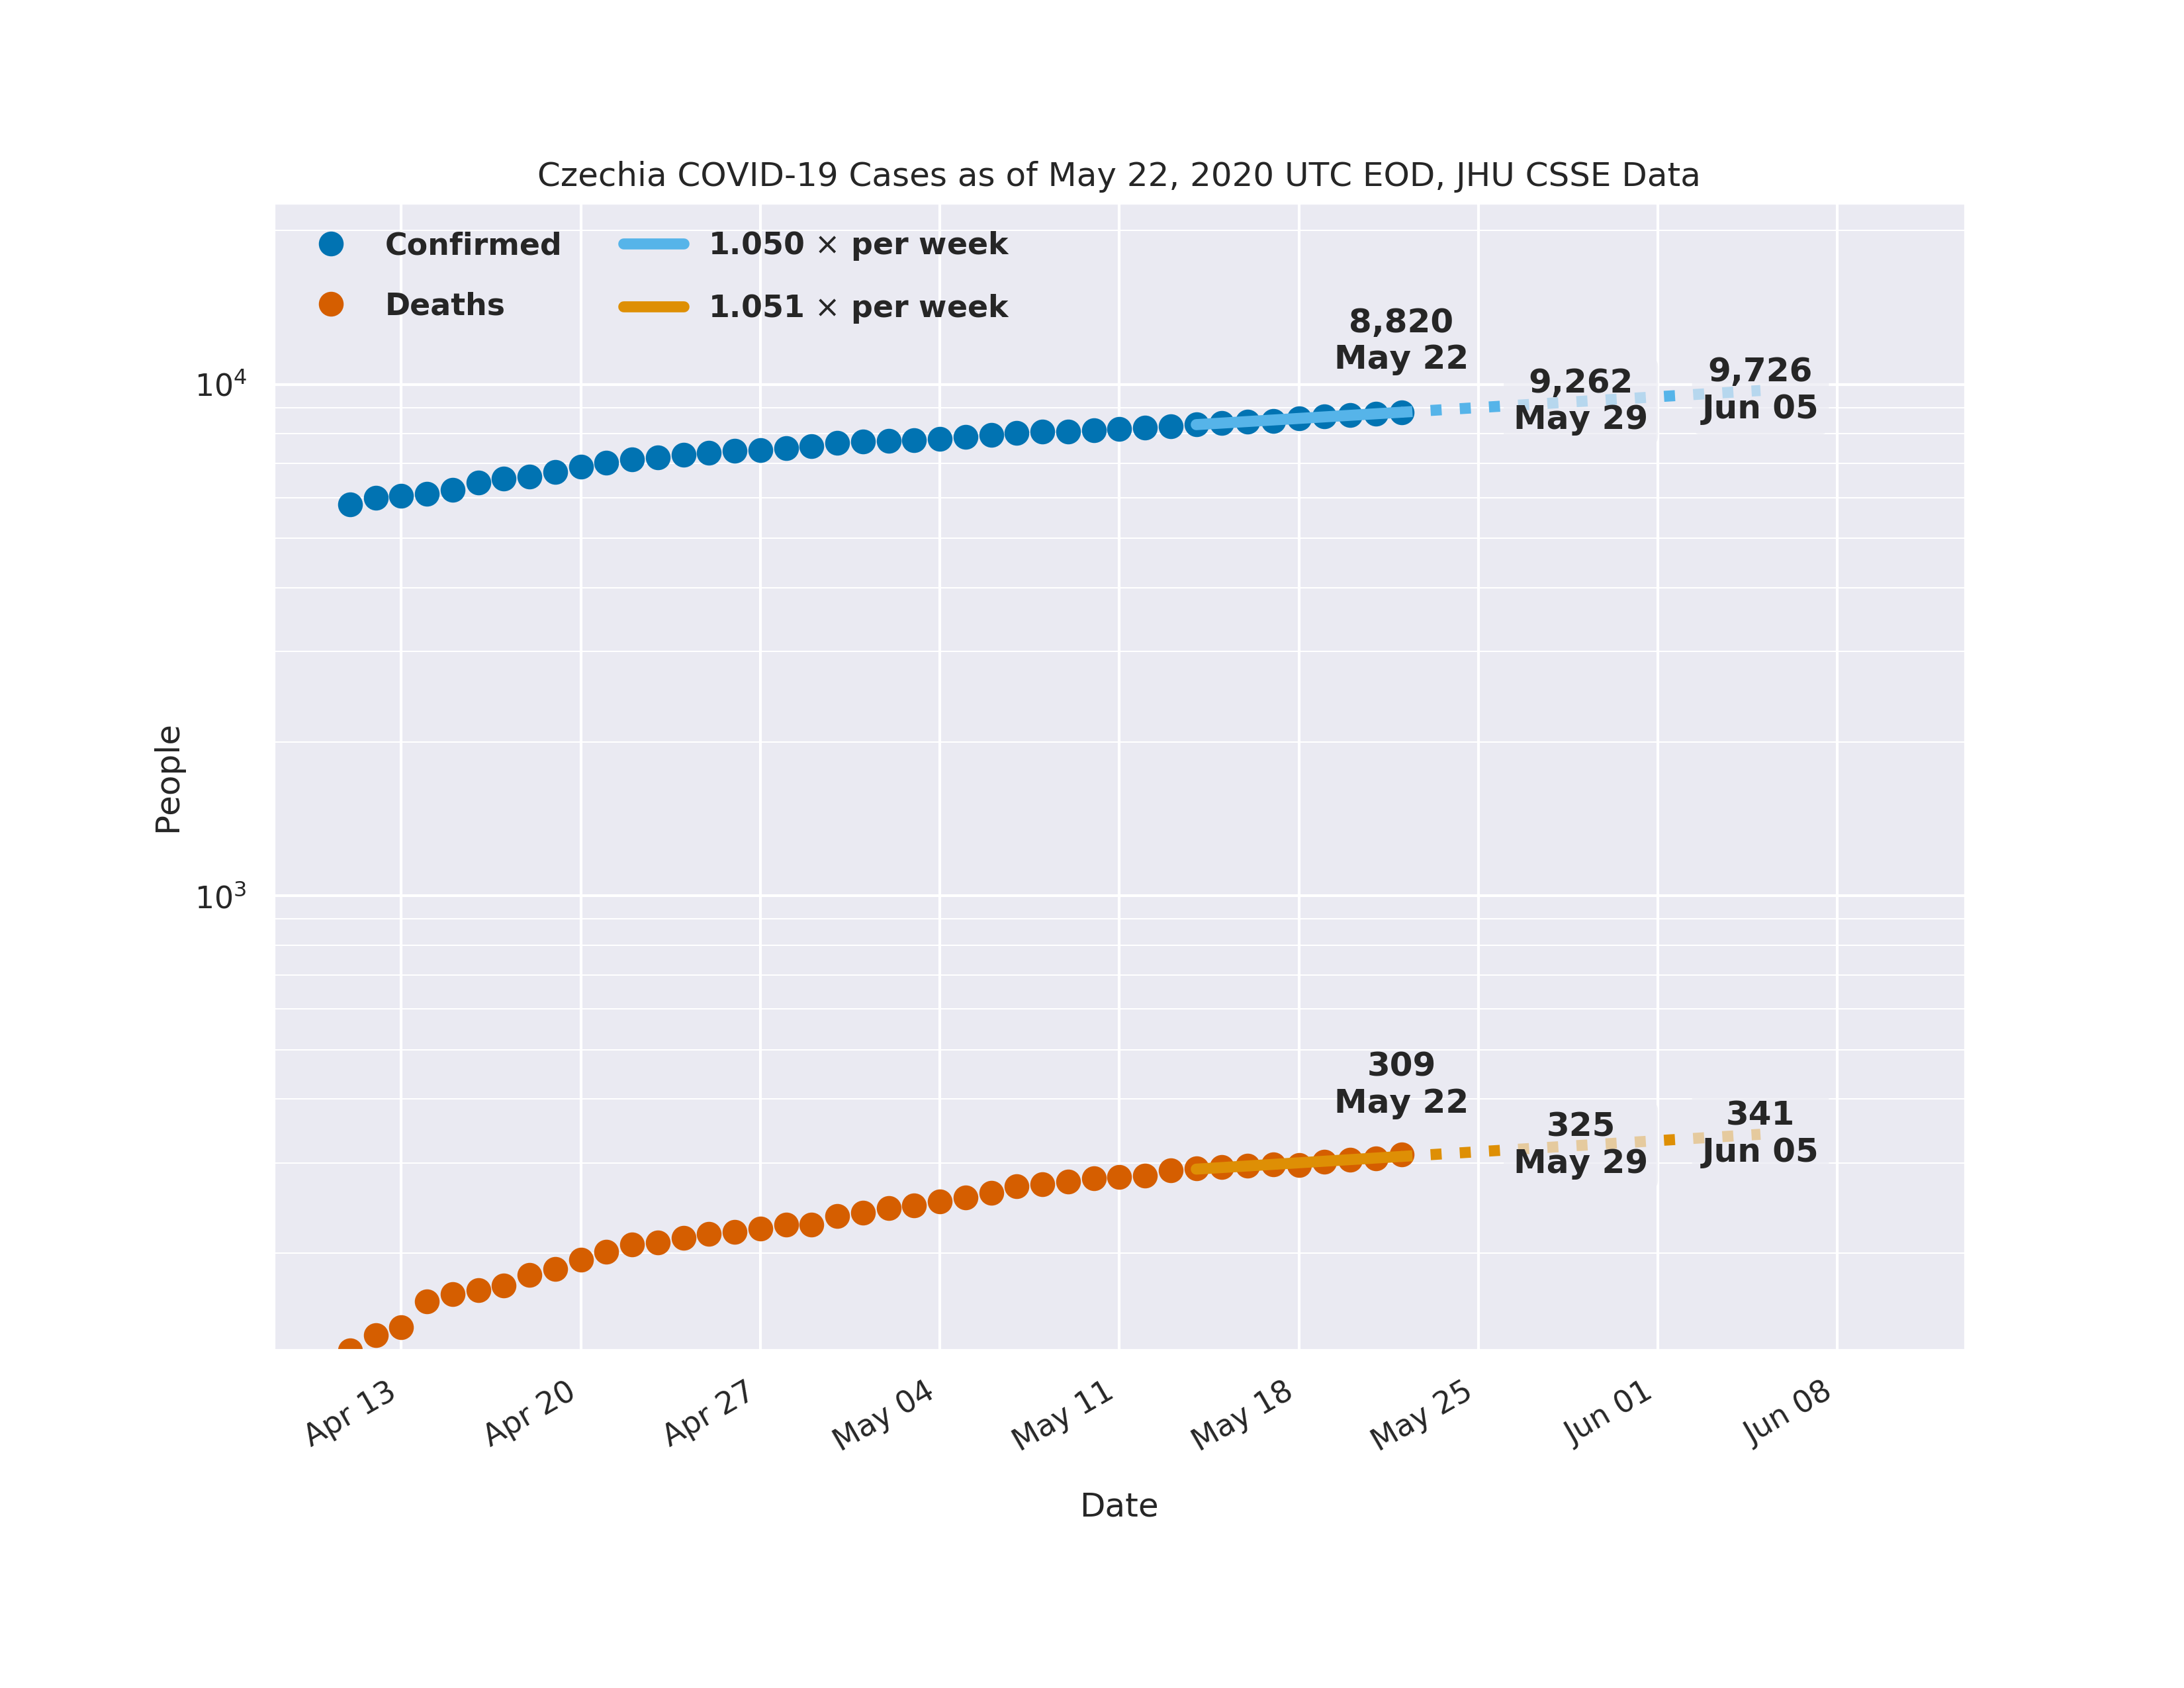 Czechia COVID-19 Cases as of May 22, 2020 UTC EOD, JHU CSSE Data
Confirmed
Deaths
1.050 × per week
1.051 × per week
8,820
May 22
9,262
May 29
9,726
Jun 05
10⁴
People
10³
309
May 22
325
May 29
341
Jun 05
Apr 13
Apr 20
Apr 27
May 04
May 11
May 18
May 25
Jun 01
Jun 08
Date